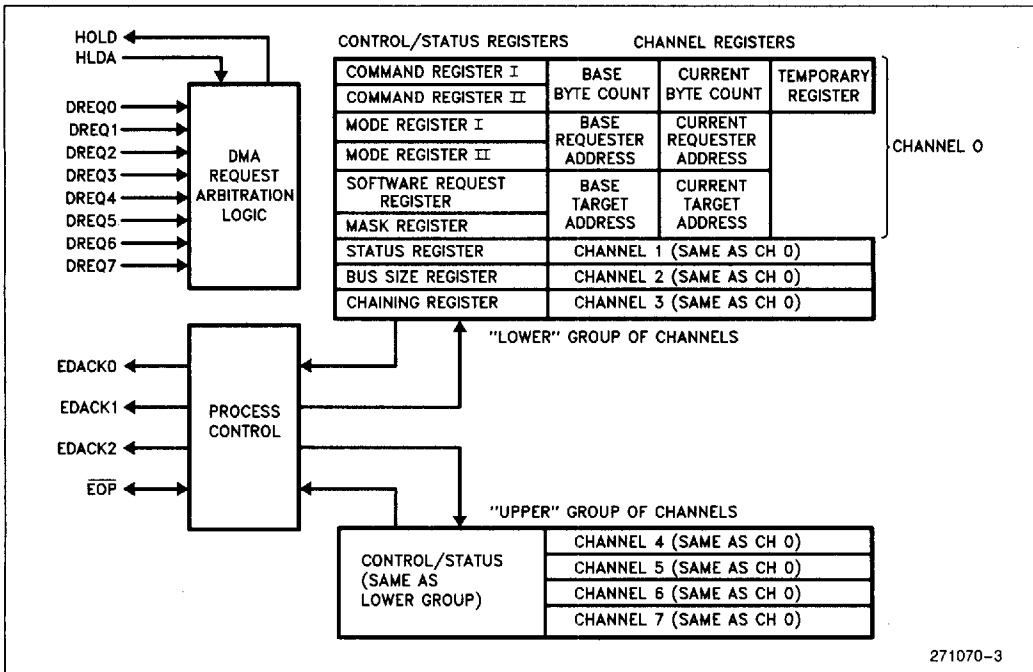 HOLD
HLDA
DREQ0
DREQ1
DREQ2
DREQ3
DREQ4
DREQ5
DREQ6
DREQ7
DMA
REQUEST
ARBITRATION
LOGIC
CONTROL/STATUS REGISTERS
CHANNEL REGISTERS
COMMAND REGISTER I
COMMAND REGISTER II
MODE REGISTER I
MODE REGISTER II
SOFTWARE REQUEST
REGISTER
MASK REGISTER
STATUS REGISTER
BUS SIZE REGISTER
CHAINING REGISTER
BASE
BYTE COUNT
CURRENT
BYTE COUNT
TEMPORARY
REGISTER
BASE
REQUESTER
ADDRESS
CURRENT
REQUESTER
ADDRESS
BASE
TARGET
ADDRESS
CURRENT
TARGET
ADDRESS
CHANNEL 0
CHANNEL 1 (SAME AS CH 0)
CHANNEL 2 (SAME AS CH 0)
CHANNEL 3 (SAME AS CH 0)
"LOWER" GROUP OF CHANNELS
EDACK0
EDACK1
EDACK2
EOP
PROCESS
CONTROL
"UPPER" GROUP OF CHANNELS
CONTROL/STATUS
(SAME AS
LOWER GROUP)
CHANNEL 4 (SAME AS CH 0)
CHANNEL 5 (SAME AS CH 0)
CHANNEL 6 (SAME AS CH 0)
CHANNEL 7 (SAME AS CH 0)
271070-3